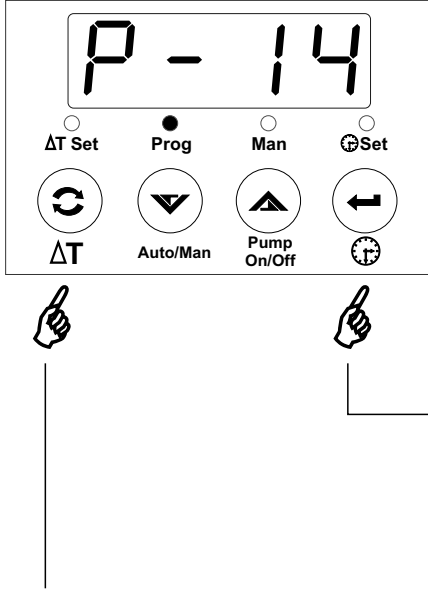 P-14
ΔT Set Prog Man Set
ΔT Auto/Man Pump On/Off